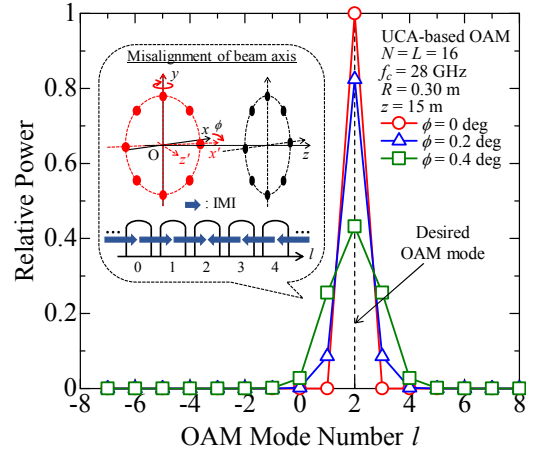 Relative Power
1
0.8
0.6
0.4
0.2
0
-8
-6
-4
-2
0
2
4
6
8
OAM Mode Number l
UCA-based OAM
N = L = 16
f_c = 28 GHz
R = 0.30 m
z = 15 m
ϕ = 0 deg
ϕ = 0.2 deg
ϕ = 0.4 deg
Misalignment of beam axis
y
x
ϕ
O
z'
x'
z
: IMI
...
...
0
1
2
3
4
l
Desired
OAM mode